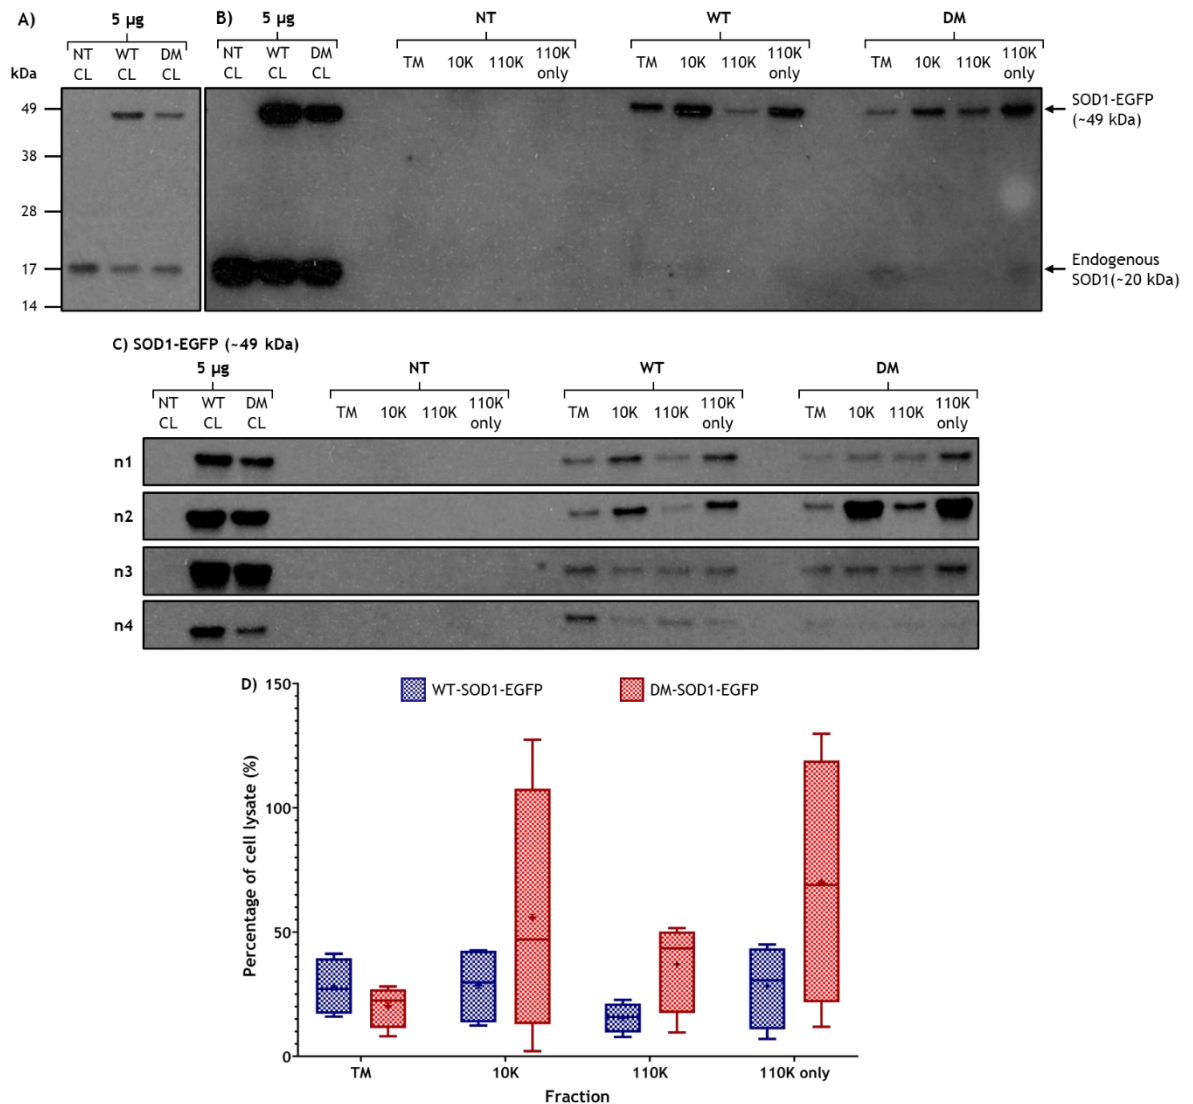 A)
5 µg
B)
5 µg
NT
WT
DM
NT
CL
WT
CL
DM
CL
NT
CL
WT
CL
DM
CL
TM
10K
110K
110K
only
TM
10K
110K
110K
only
TM
10K
110K
110K
only
kDa
49
38
28
17
14
SOD1-EGFP
(~49 kDa)
Endogenous
SOD1(~20 kDa)
C) SOD1-EGFP (~49 kDa)
5 µg
NT
WT
DM
NT
CL
WT
CL
DM
CL
TM
10K
110K
110K
only
TM
10K
110K
110K
only
TM
10K
110K
110K
only
n1
n2
n3
n4
D)
WT-SOD1-EGFP
DM-SOD1-EGFP
150
100
50
0
Percentage of cell lysate (%)
TM
10K
110K
110K only
Fraction